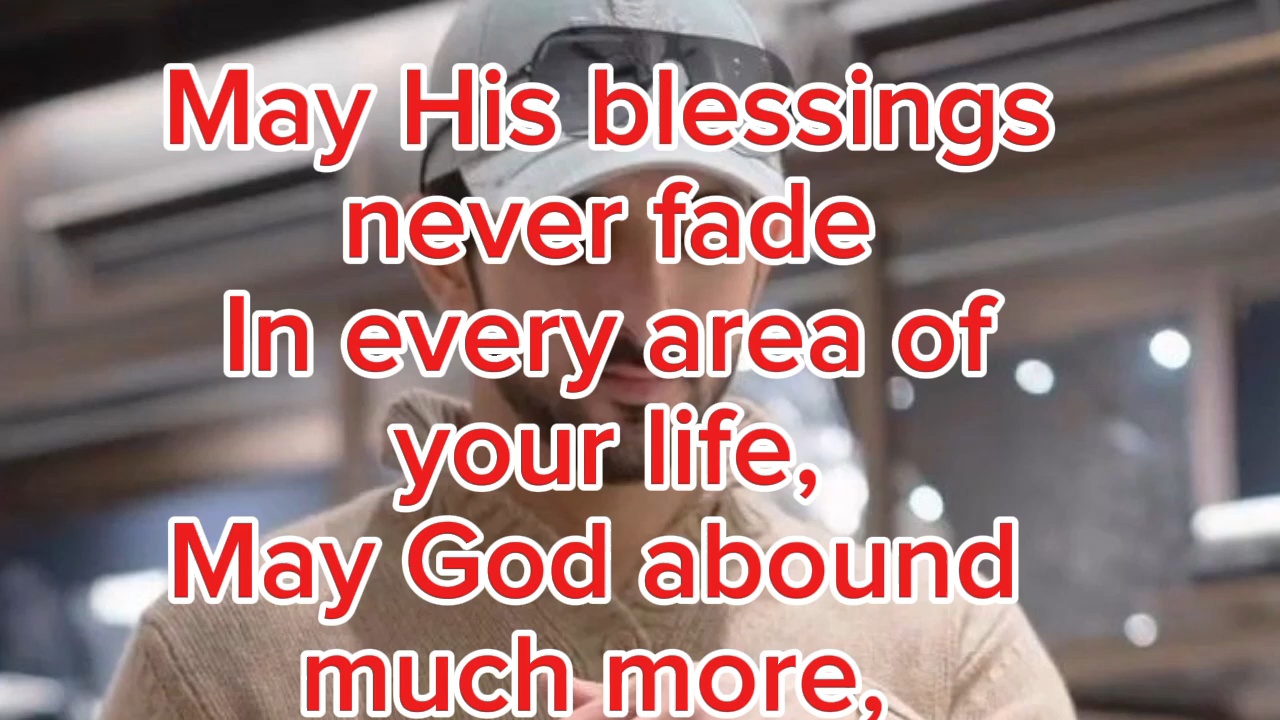 May His blessings
never fade
In every area of
your life,
May God abound
much more,